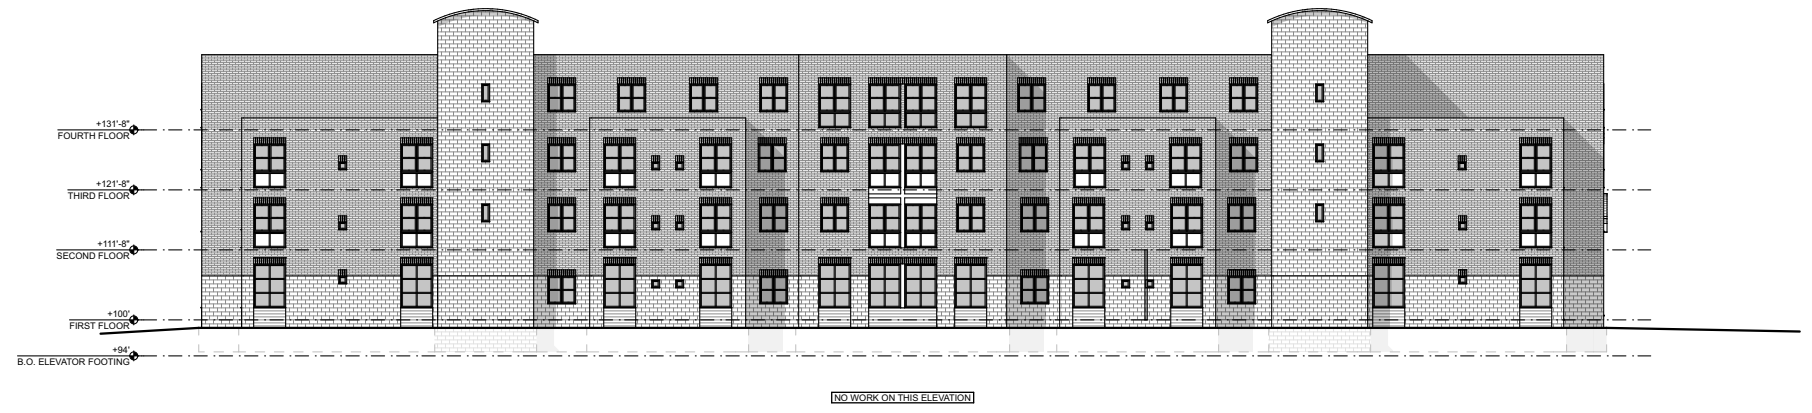 +131'-8"
FOURTH FLOOR
+121'-8"
THIRD FLOOR
+111'-8"
SECOND FLOOR
+100'
FIRST FLOOR
+94'
B.O. ELEVATOR FOOTING
NO WORK ON THIS ELEVATION